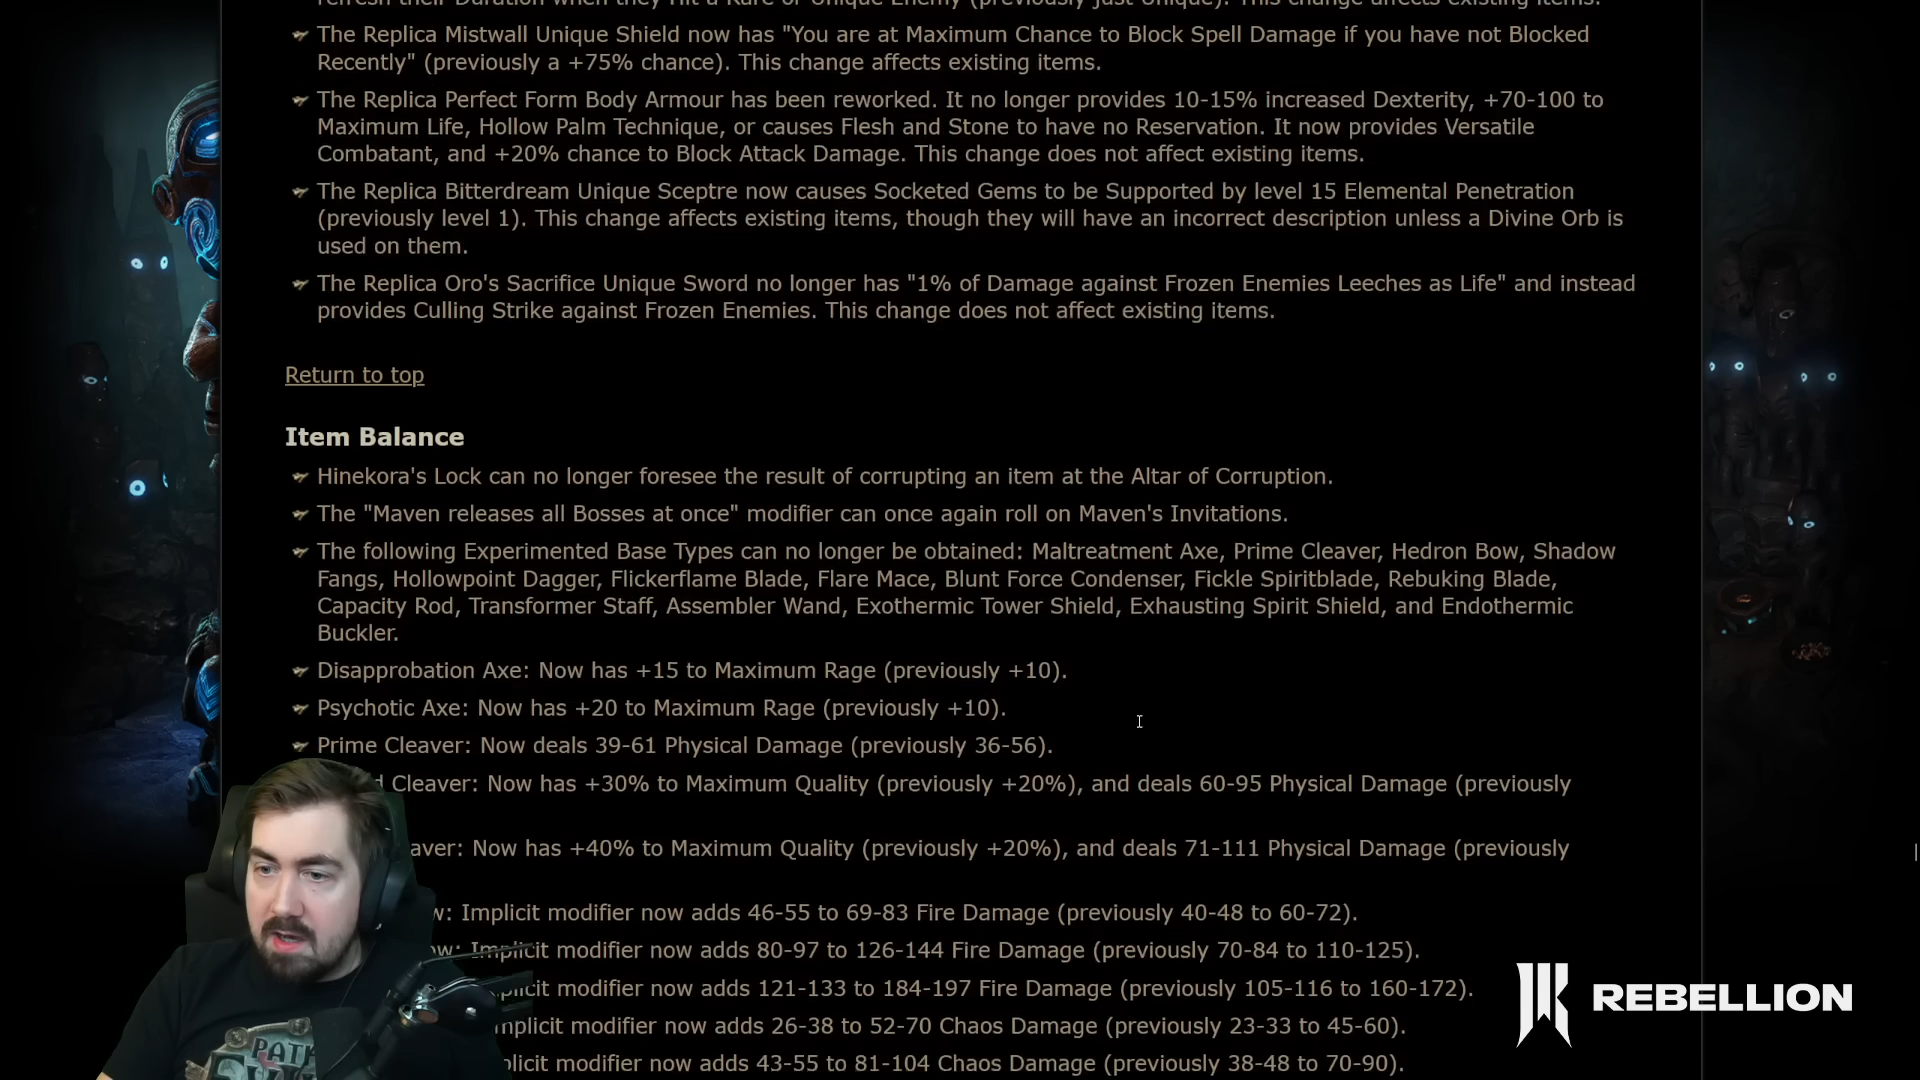 refresh their Duration when they Hit a Rare or Unique Enemy (previously just Unique). This change affects existing items.
The Replica Mistwall Unique Shield now has "You are at Maximum Chance to Block Spell Damage if you have not Blocked
Recently" (previously a +75% chance). This change affects existing items.
The Replica Perfect Form Body Armour has been reworked. It no longer provides 10-15% increased Dexterity, +70-100 to
Maximum Life, Hollow Palm Technique, or causes Flesh and Stone to have no Reservation. It now provides Versatile
Combatant, and +20% chance to Block Attack Damage. This change does not affect existing items.
The Replica Bitterdream Unique Sceptre now causes Socketed Gems to be Supported by level 15 Elemental Penetration
(previously level 1). This change affects existing items, though they will have an incorrect description unless a Divine Orb is
used on them.
The Replica Oro's Sacrifice Unique Sword no longer has "1% of Damage against Frozen Enemies Leeches as Life" and instead
provides Culling Strike against Frozen Enemies. This change does not affect existing items.
Return to top
Item Balance
Hinekora's Lock can no longer foresee the result of corrupting an item at the Altar of Corruption.
The "Maven releases all Bosses at once" modifier can once again roll on Maven's Invitations.
The following Experimented Base Types can no longer be obtained: Maltreatment Axe, Prime Cleaver, Hedron Bow, Shadow
Fangs, Hollowpoint Dagger, Flickerflame Blade, Flare Mace, Blunt Force Condenser, Fickle Spiritblade, Rebuking Blade,
Capacity Rod, Transformer Staff, Assembler Wand, Exothermic Tower Shield, Exhausting Spirit Shield, and Endothermic
Buckler.
Disapprobation Axe: Now has +15 to Maximum Rage (previously +10).
Psychotic Axe: Now has +20 to Maximum Rage (previously +10).
Prime Cleaver: Now deals 39-61 Physical Damage (previously 36-56).
Cleaver: Now has +30% to Maximum Quality (previously +20%), and deals 60-95 Physical Damage (previously
Now has +40% to Maximum Quality (previously +20%), and deals 71-111 Physical Damage (previously
Implicit modifier now adds 46-55 to 69-83 Fire Damage (previously 40-48 to 60-72).
Implicit modifier now adds 80-97 to 126-144 Fire Damage (previously 70-84 to 110-125).
modifier now adds 121-133 to 184-197 Fire Damage (previously 105-116 to 160-172).
modifier now adds 26-38 to 52-70 Chaos Damage (previously 23-33 to 45-60).
modifier now adds 43-55 to 81-104 Chaos Damage (previously 38-48 to 70-90).
REBELLION
PATH